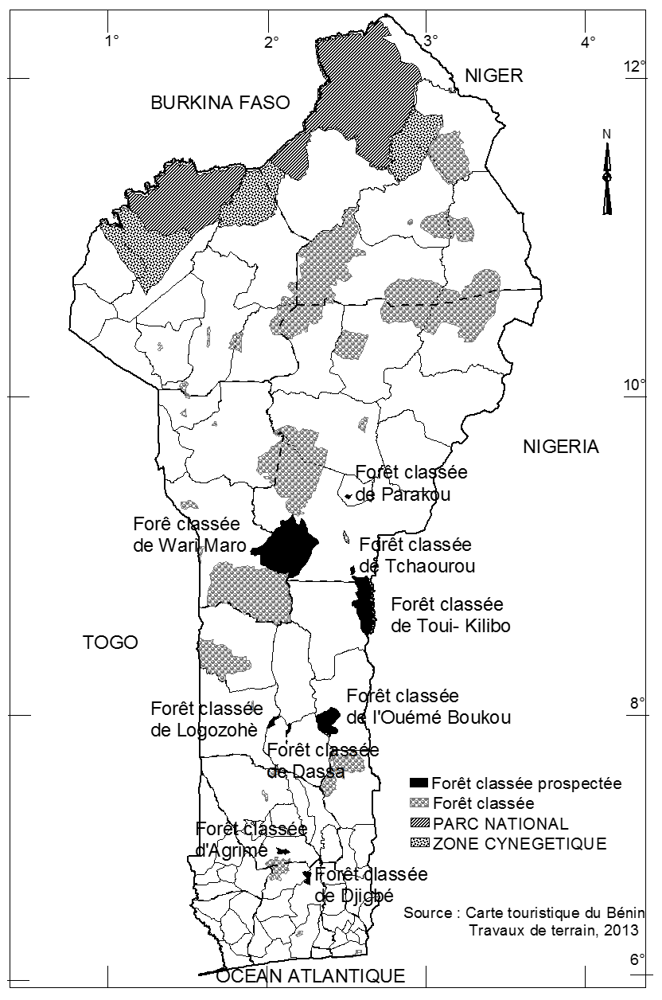 1° 2° 3° 4°
12°
NIGER
BURKINA FASO
N
10°
NIGERIA
Forêt classée
de Parakou
Forê classée
de Wari Maro
Forêt classée
de Tchaourou
Forêt classée
de Toui- Kilibo
TOGO
8°
Forêt classée
de l'Ouémé Boukou
Forêt classée
de Logozohè
Forêt classée
de Dassa
Forêt classée prospectée
Forêt classée
PARC NATIONAL
ZONE CYNEGETIQUE
Forêt classée
d'Agrimè
Forêt classée
de Djigbé
Source : Carte touristique du Bénin
Travaux de terrain, 2013
6°
OCEAN ATLANTIQUE